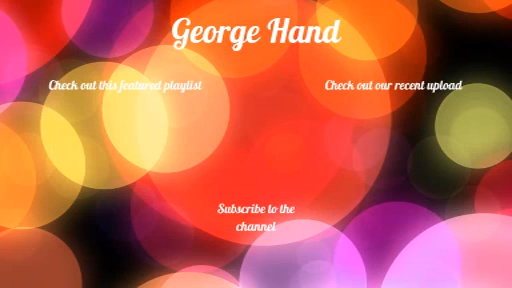 George Hand
Check out this featured playlist
Check out our recent upload
Subscribe to the
channel